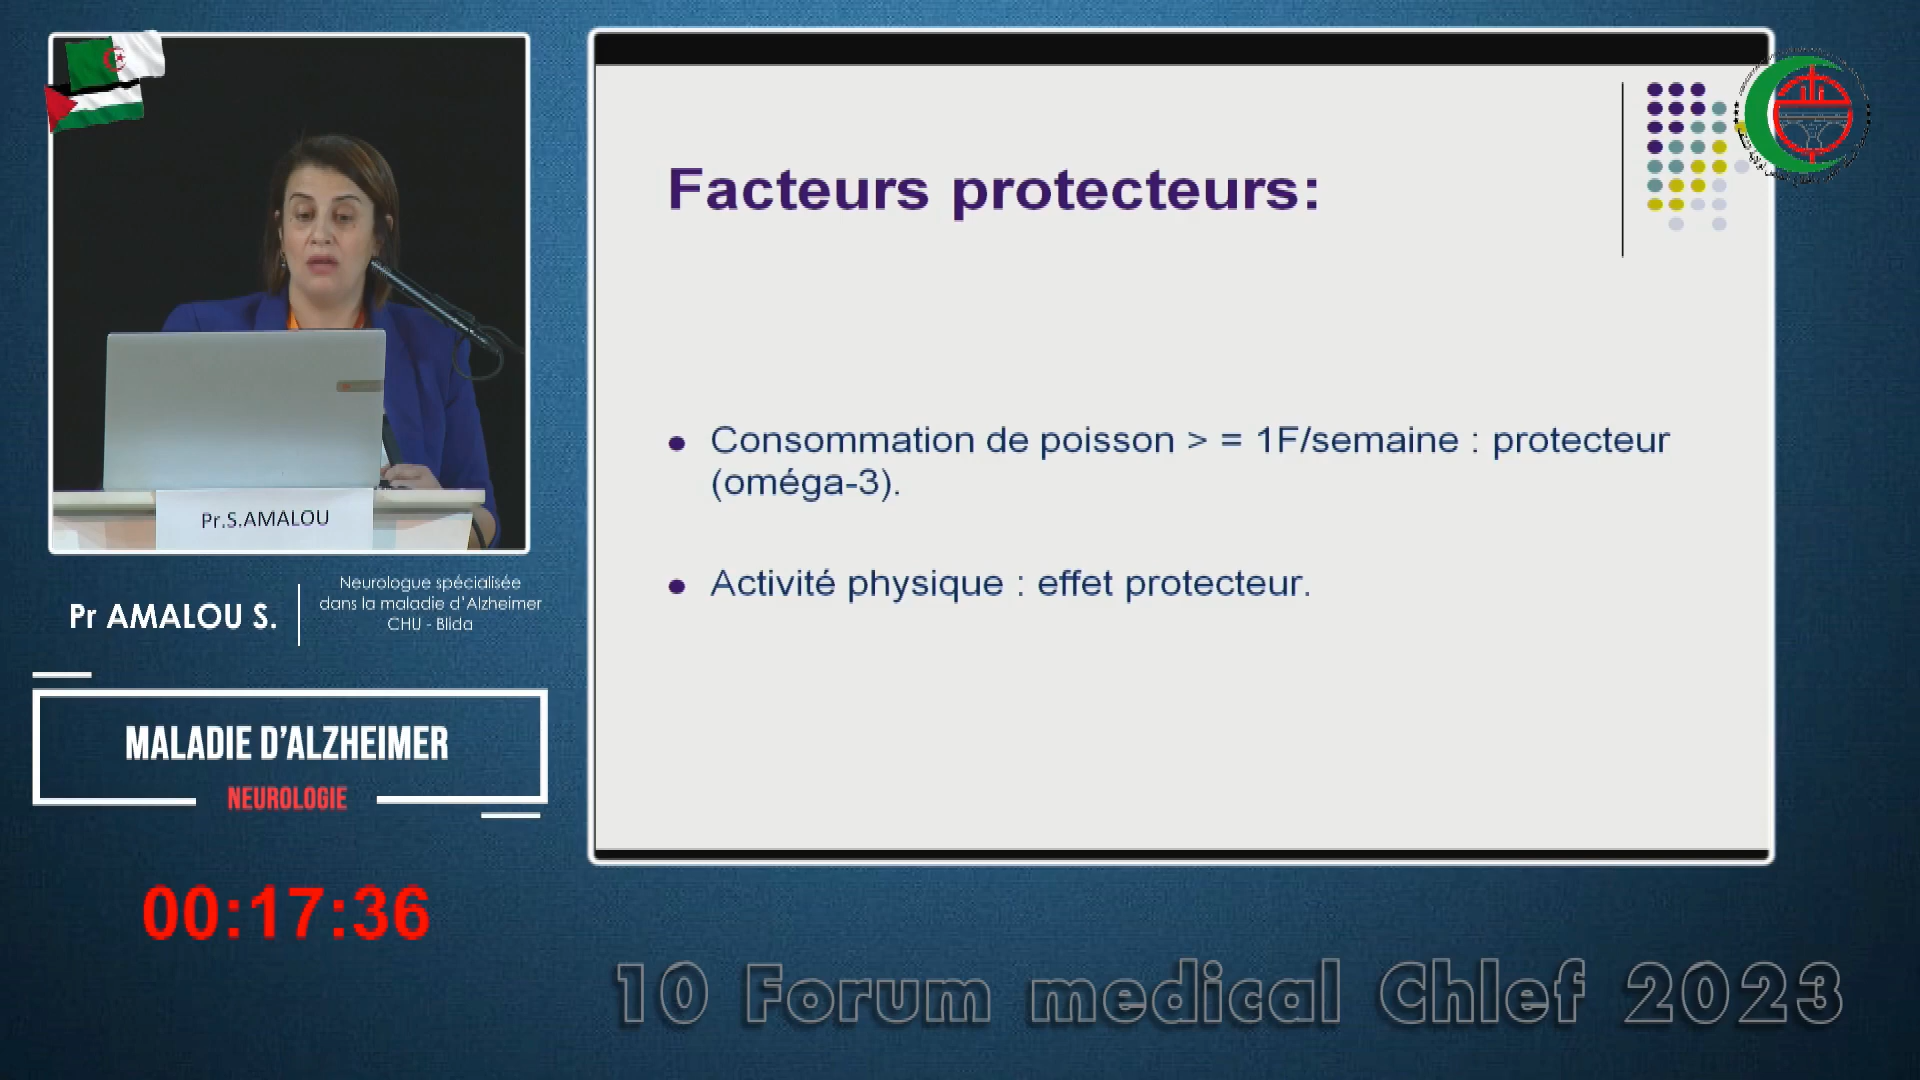 Facteurs protecteurs:
Consommation de poisson > = 1F/semaine : protecteur
(oméga-3).
Activité physique : effet protecteur.
Pr.S.AMALOU
Pr AMALOU S.
Neurologue spécialisée
dans la maladie d'Alzheimer
CHU - Blida
MALADIE D'ALZHEIMER
NEUROLOGIE
00:17:36
10 Forum medical Chlef 2023